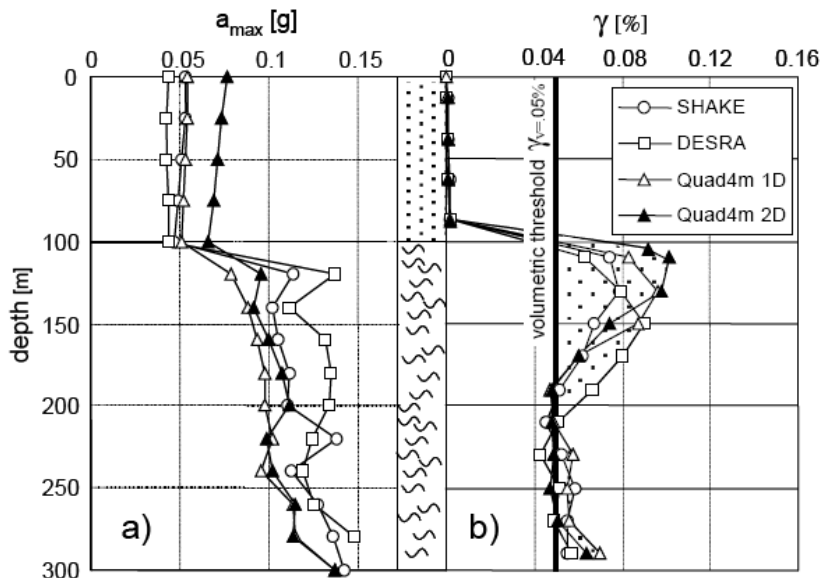 a_max [g]
γ [%]
0 0.05 0.1 0.15
0 0.04 0.08 0.12 0.16
0
50
100
150
200
250
300
depth [m]
volumetric threshold γ_v=.05%
SHAKE
DESRA
Quad4m 1D
Quad4m 2D
a)
b)